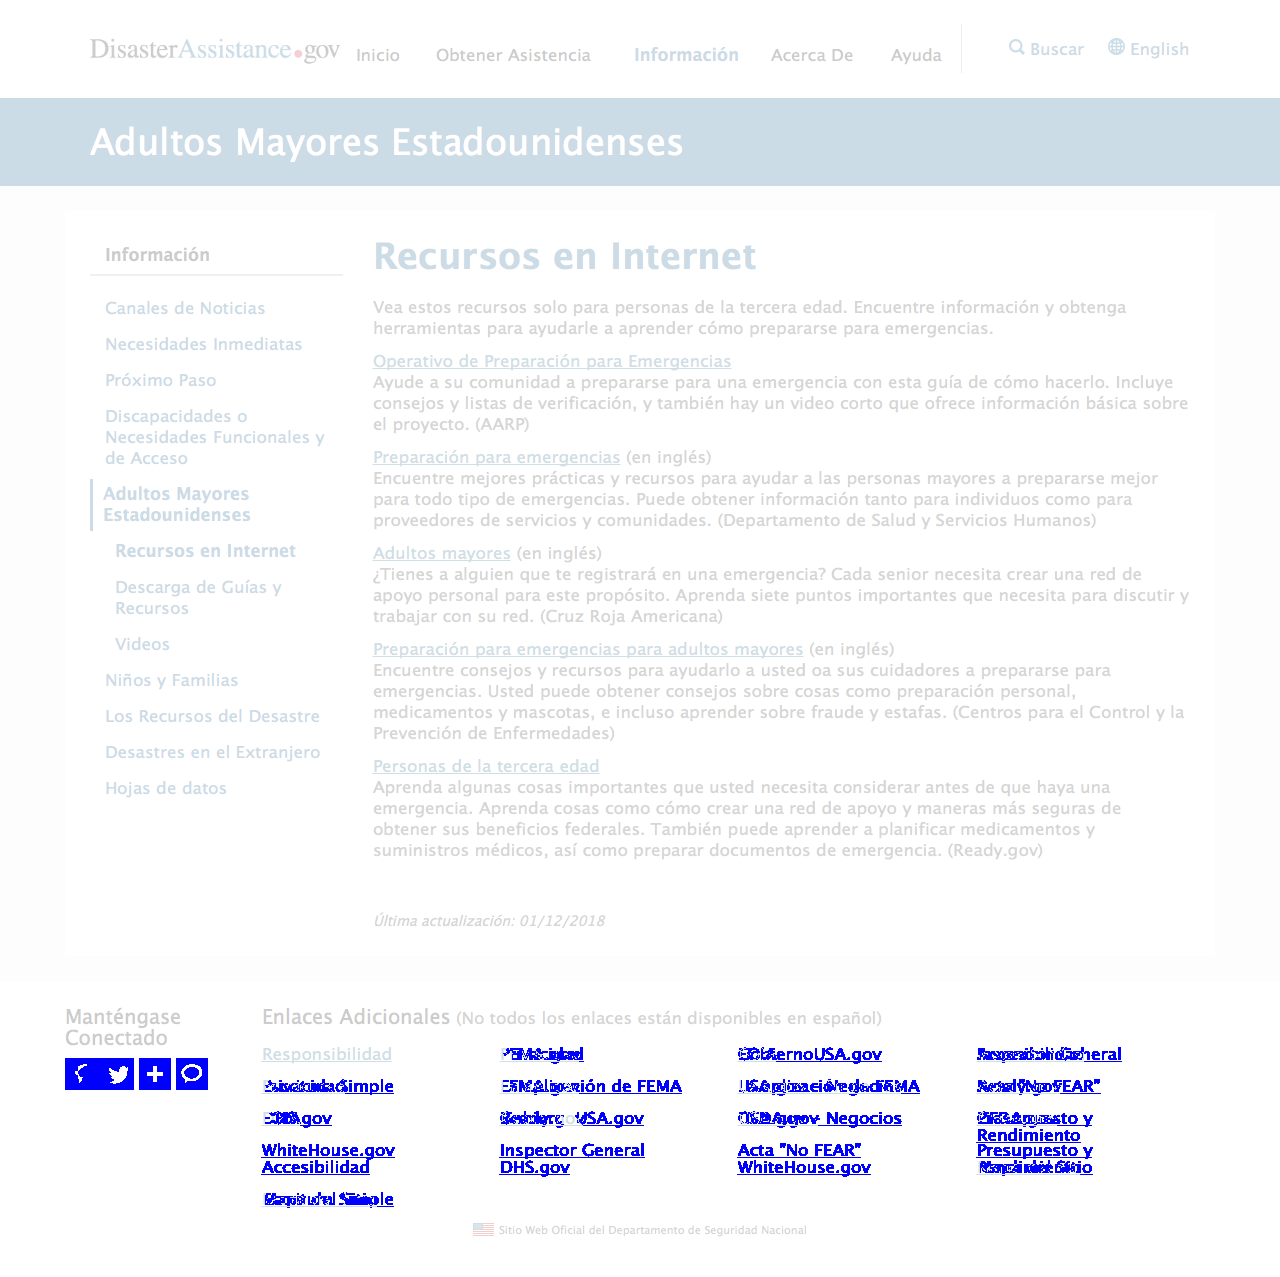 DisasterAssistance.gov
Inicio Obtener Asistencia Información Acerca De Ayuda Buscar English
Adultos Mayores Estadounidenses
Información
Canales de Noticias
Necesidades Inmediatas
Próximo Paso
Discapacidades o
Necesidades Funcionales y
de Acceso
Adultos Mayores
Estadounidenses
Recursos en Internet
Descarga de Guías y
Recursos
Videos
Niños y Familias
Los Recursos del Desastre
Desastres en el Extranjero
Hojas de datos
Recursos en Internet
Vea estos recursos solo para personas de la tercera edad. Encuentre información y obtenga
herramientas para ayudarle a aprender cómo prepararse para emergencias.
Operativo de Preparación para Emergencias
Ayude a su comunidad a prepararse para una emergencia con esta guía de cómo hacerlo. Incluye
consejos y listas de verificación, y también hay un video corto que ofrece información básica sobre
el proyecto. (AARP)
Preparación para emergencias (en inglés)
Encuentre mejores prácticas y recursos para ayudar a las personas mayores a prepararse mejor
para todo tipo de emergencias. Puede obtener información tanto para individuos como para
proveedores de servicios y comunidades. (Departamento de Salud y Servicios Humanos)
Adultos mayores (en inglés)
¿Tienes a alguien que te registrará en una emergencia? Cada senior necesita crear una red de
apoyo personal para este propósito. Aprenda siete puntos importantes que necesita para discutir y
trabajar con su red. (Cruz Roja Americana)
Preparación para emergencias para adultos mayores (en inglés)
Encuentre consejos y recursos para ayudarlo a usted oa sus cuidadores a prepararse para
emergencias. Usted puede obtener consejos sobre cosas como preparación personal,
medicamentos y mascotas, e incluso aprender sobre fraude y estafas. (Centros para el Control y la
Prevención de Enfermedades)
Personas de la tercera edad
Aprenda algunas cosas importantes que usted necesita considerar antes de que haya una
emergencia. Aprenda cosas como cómo crear una red de apoyo y maneras más seguras de
obtener sus beneficios federales. También puede aprender a planificar medicamentos y
suministros médicos, así como preparar documentos de emergencia. (Ready.gov)
Última actualización: 01/12/2018
Manténgase
Conectado
Enlaces Adicionales (No todos los enlaces están disponibles en español)
Responsibilidad
de FEMA
Negocios
Rendimiento
WhiteHouse.gov Inspector General Acta "No FEAR" Presupuesto y
Accesibilidad DHS.gov WhiteHouse.gov
Sitio Web Oficial del Departamento de Seguridad Nacional